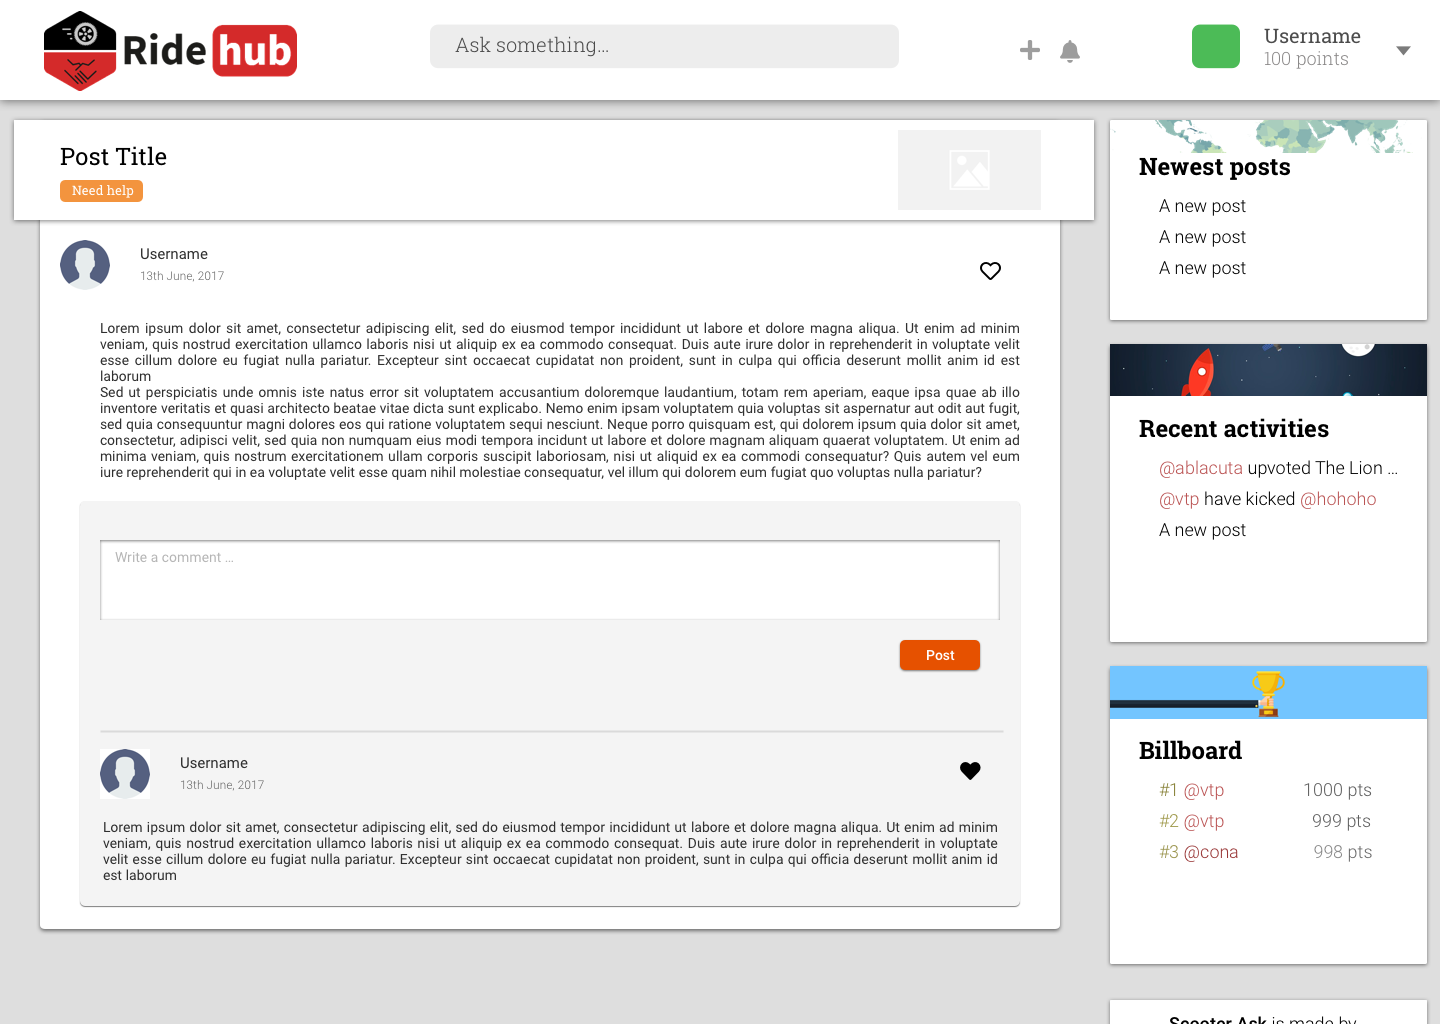 Ride hub
Ask something...
Username
100 points
Post Title
Need help
Username
13th June, 2017
Lorem ipsum dolor sit amet, consectetur adipiscing elit, sed do eiusmod tempor incididunt ut labore et dolore magna aliqua. Ut enim ad minim
veniam, quis nostrud exercitation ullamco laboris nisi ut aliquip ex ea commodo consequat. Duis aute irure dolor in reprehenderit in voluptate velit
esse cillum dolore eu fugiat nulla pariatur. Excepteur sint occaecat cupidatat non proident, sunt in culpa qui officia deserunt mollit anim id est
laborum
Sed ut perspiciatis unde omnis iste natus error sit voluptatem accusantium doloremque laudantium, totam rem aperiam, eaque ipsa quae ab illo
inventore veritatis et quasi architecto beatae vitae dicta sunt explicabo. Nemo enim ipsam voluptatem quia voluptas sit aspernatur aut odit aut fugit,
sed quia consequuntur magni dolores eos qui ratione voluptatem sequi nesciunt. Neque porro quisquam est, qui dolorem ipsum quia dolor sit amet,
consectetur, adipisci velit, sed quia non numquam eius modi tempora incidunt ut labore et dolore magnam aliquam quaerat voluptatem. Ut enim ad
minima veniam, quis nostrum exercitationem ullam corporis suscipit laboriosam, nisi ut aliquid ex ea commodi consequatur? Quis autem vel eum
iure reprehenderit qui in ea voluptate velit esse quam nihil molestiae consequatur, vel illum qui dolorem eum fugiat quo voluptas nulla pariatur?
Write a comment ...
Post
Username
13th June, 2017
Lorem ipsum dolor sit amet, consectetur adipiscing elit, sed do eiusmod tempor incididunt ut labore et dolore magna aliqua. Ut enim ad minim
veniam, quis nostrud exercitation ullamco laboris nisi ut aliquip ex ea commodo consequat. Duis aute irure dolor in reprehenderit in voluptate
velit esse cillum dolore eu fugiat nulla pariatur. Excepteur sint occaecat cupidatat non proident, sunt in culpa qui officia deserunt mollit anim id
est laborum
Newest posts
A new post
A new post
A new post
Recent activities
@ablacuta upvoted The Lion ...
@vtp have kicked @hohoho
A new post
Billboard
#1 @vtp 1000 pts
#2 @vtp 999 pts
#3 @cona 998 pts
Scooter Ask is made by